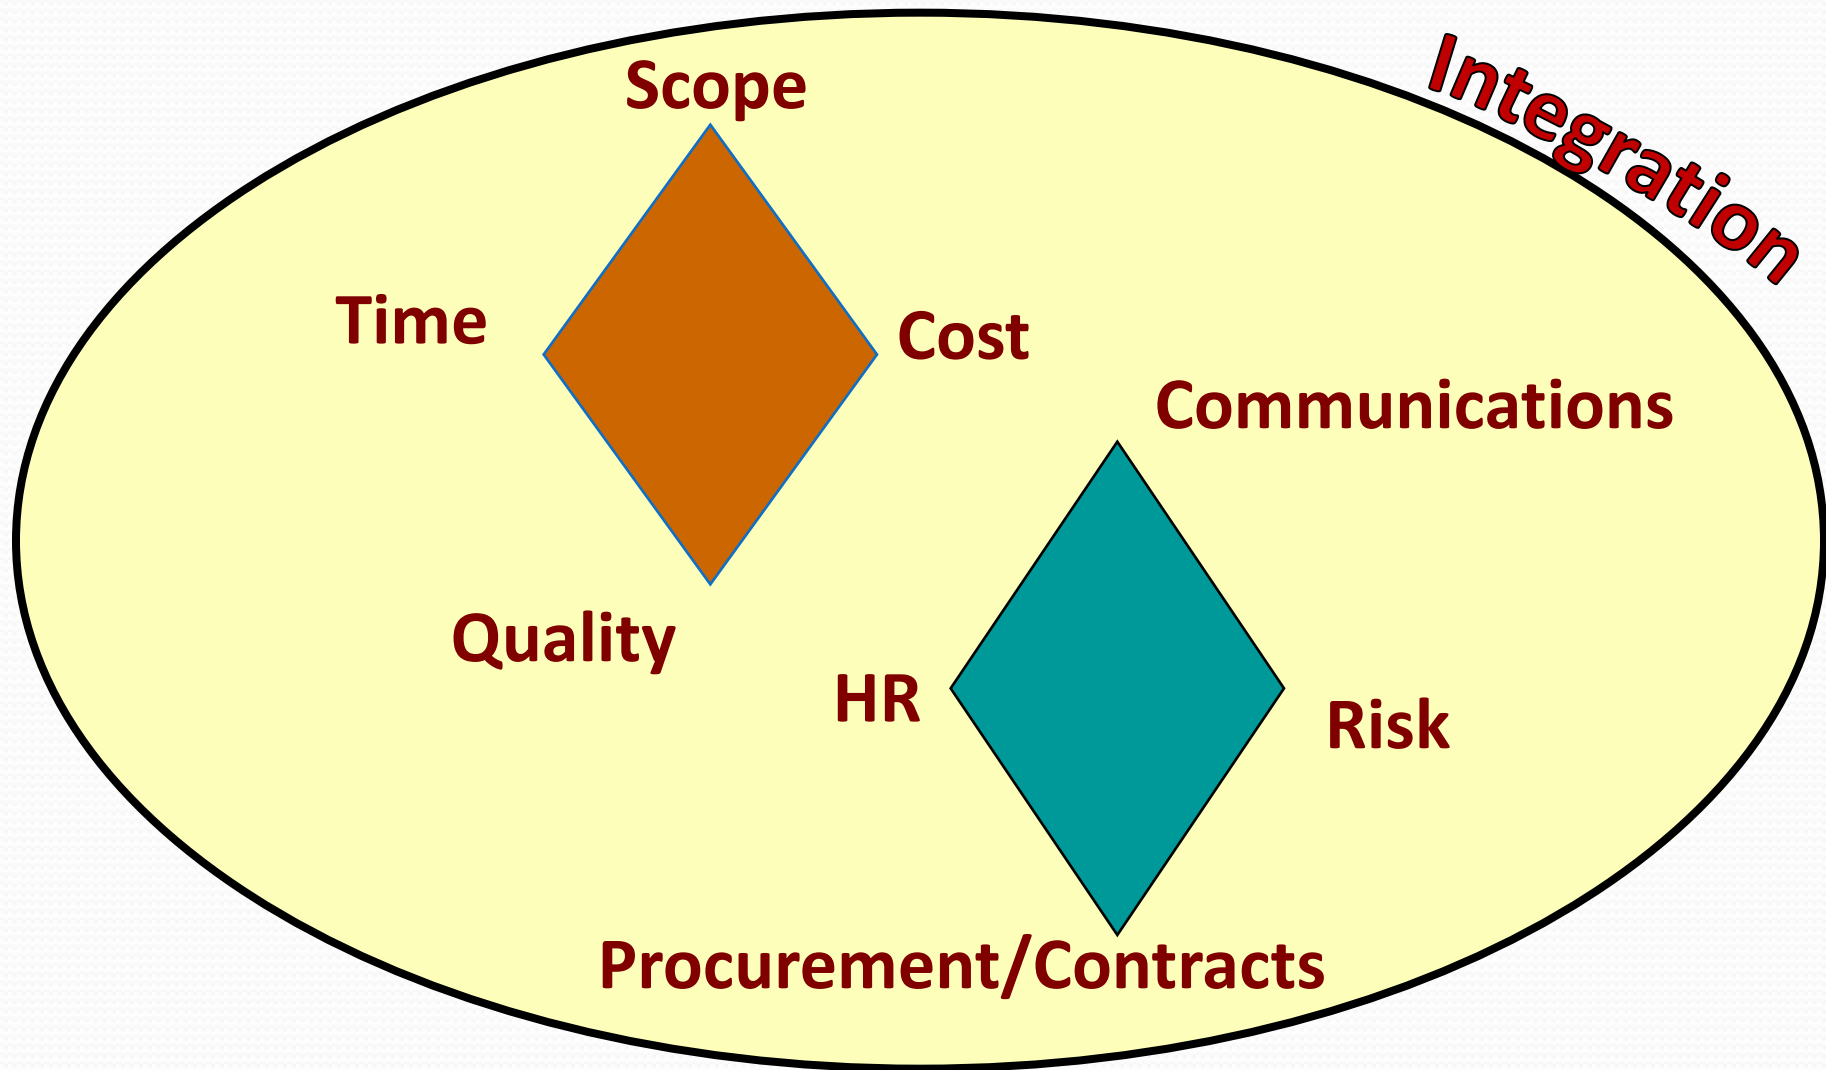 Scope
Integration
Time
Cost
Communications
Quality
HR
Risk
Procurement/Contracts